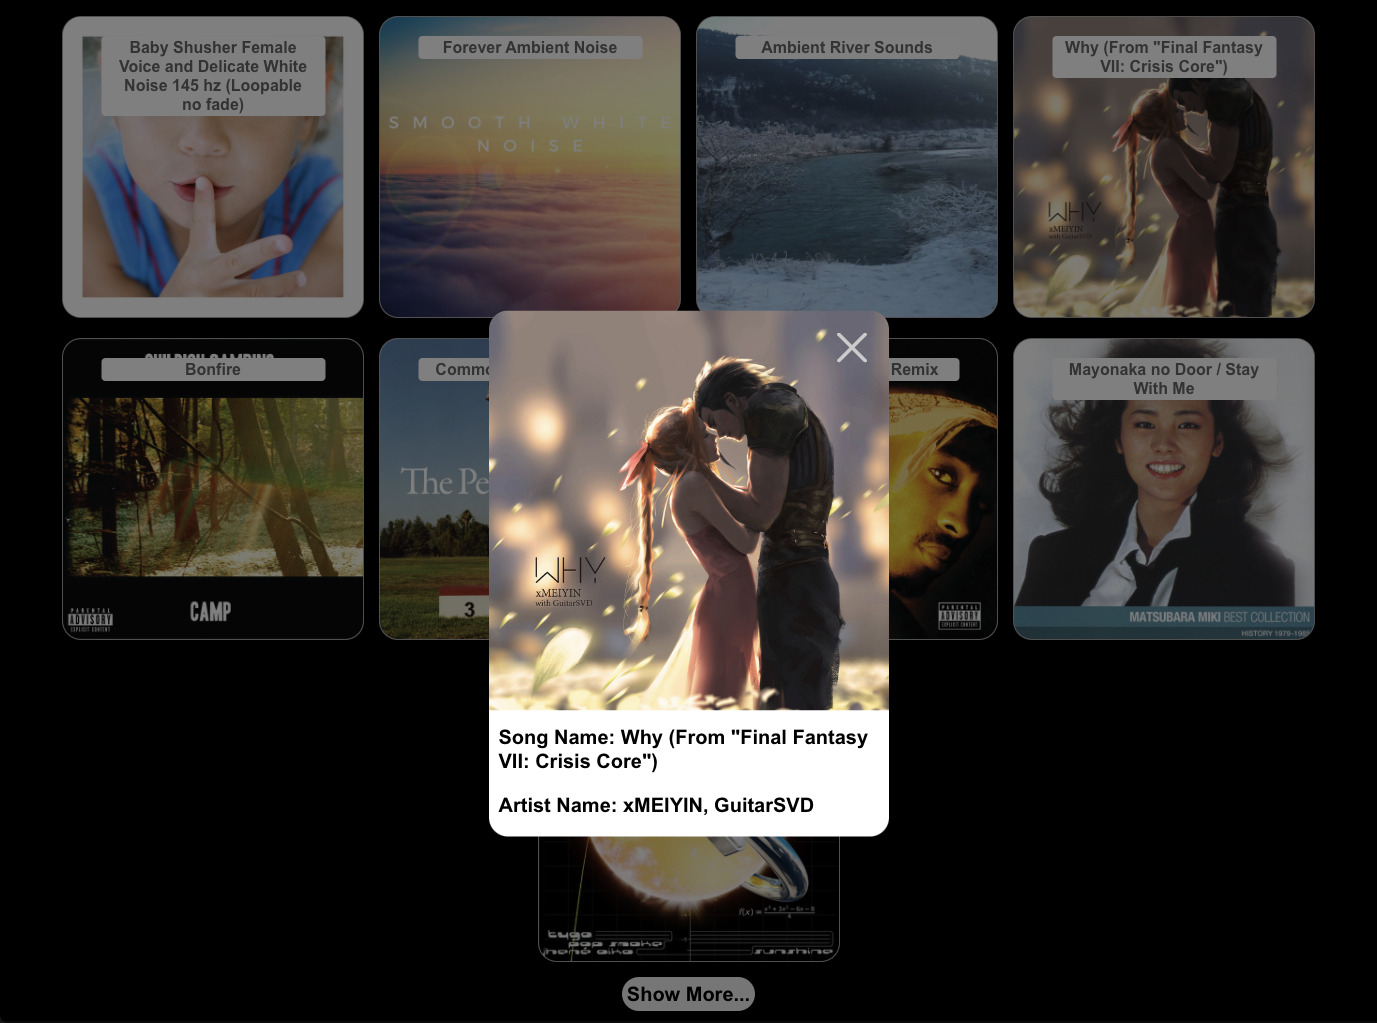 Baby Shusher Female
Voice and Delicate White
Noise 145 hz (Loopable
no fade)
Forever Ambient Noise
SMOOTH WHITE
NOISE
Ambient River Sounds
Why (From "Final Fantasy
VII: Crisis Core")
WHY
xMEIYIN
with GuitarSVD
Bonfire
CAMP
PARENTAL
ADVISORY
EXPLICIT CONTENT
Commo
The Pe
3
Remix
PARENTAL
ADVISORY
EXPLICIT CONTENT
Mayonaka no Door / Stay
With Me
MATSUBARA MIKI BEST COLLECTION
WHY
xMEIYIN
with GuitarSVD
Song Name: Why (From "Final Fantasy
VII: Crisis Core")
Artist Name: xMEIYIN, GuitarSVD
tyga
pop smoke
jhené aiko
sunshine
Show More...